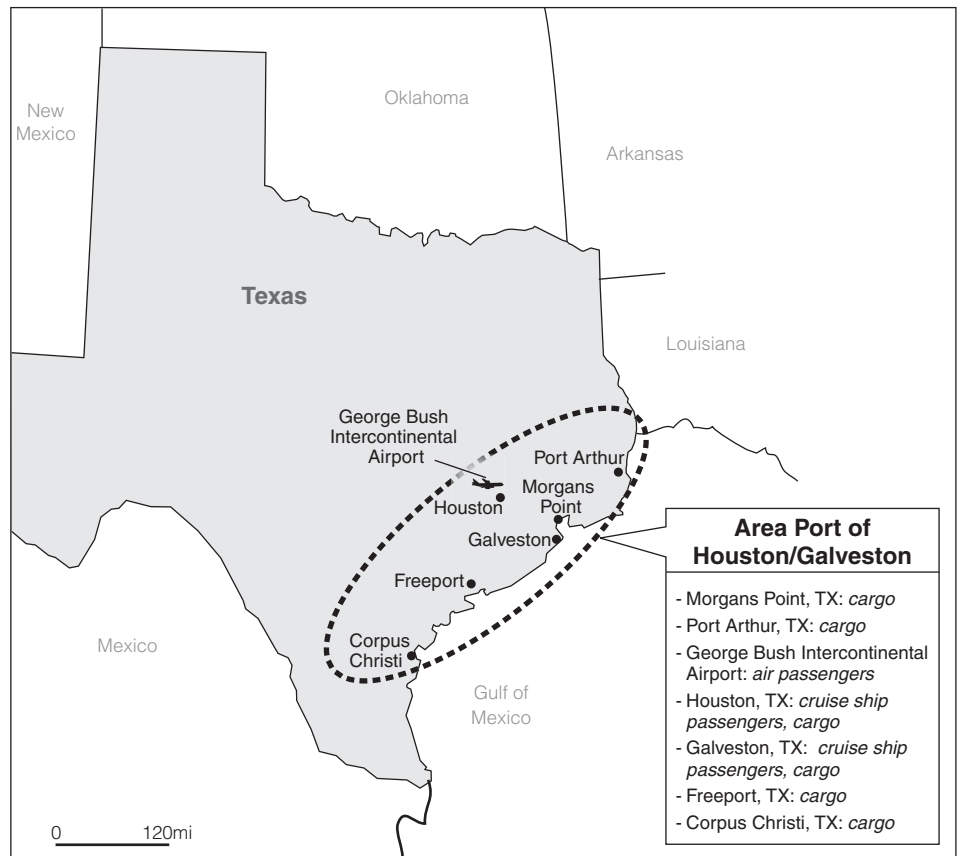 New
Mexico
Oklahoma
Arkansas
Texas
Louisiana
George Bush
Intercontinental
Airport
Port Arthur
Morgans
Point
Houston
Galveston
Freeport
Corpus
Christi
Mexico
Gulf of
Mexico
0 120mi
Area Port of
Houston/Galveston
- Morgans Point, TX: cargo
- Port Arthur, TX: cargo
- George Bush Intercontinental
Airport: air passengers
- Houston, TX: cruise ship
passengers, cargo
- Galveston, TX: cruise ship
passengers, cargo
- Freeport, TX: cargo
- Corpus Christi, TX: cargo